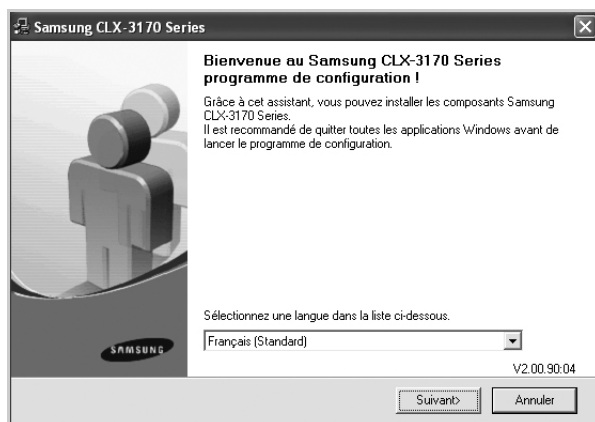 Samsung CLX-3170 Series
Bienvenue au Samsung CLX-3170 Series
programme de configuration !
Grâce à cet assistant, vous pouvez installer les composants Samsung
CLX-3170 Series.
Il est recommandé de quitter toutes les applications Windows avant de
lancer le programme de configuration.
Sélectionnez une langue dans la liste ci-dessous.
SAMSUNG
Français (Standard)
V2.00.90:04
Suivant>
Annuler